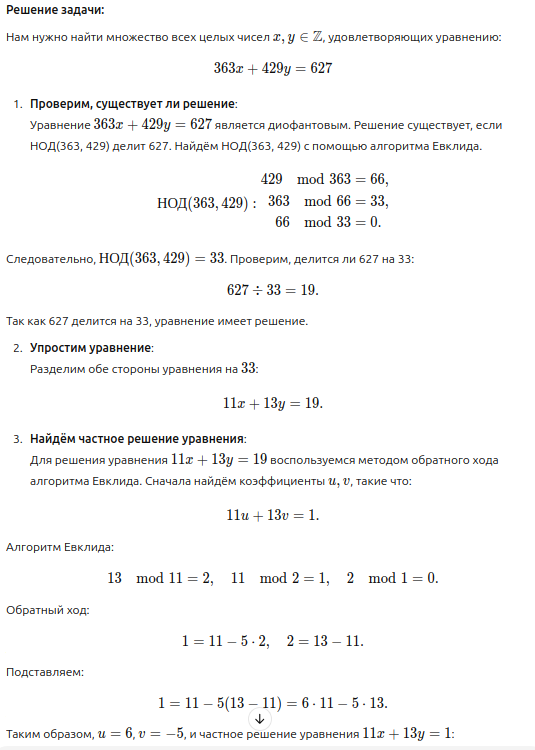 Решение задачи:
Нам нужно найти множество всех целых чисел x, y ∈ ℤ, удовлетворяющих уравнению:
363x + 429y = 627
1. Проверим, существует ли решение:
Уравнение 363x + 429y = 627 является диофантовым. Решение существует, если
НОД(363, 429) делит 627. Найдём НОД(363, 429) с помощью алгоритма Евклида.
429 mod 363 = 66,
НОД(363, 429) : 363 mod 66 = 33,
66 mod 33 = 0.
Следовательно, НОД(363, 429) = 33. Проверим, делится ли 627 на 33:
627 ÷ 33 = 19.
Так как 627 делится на 33, уравнение имеет решение.
2. Упростим уравнение:
Разделим обе стороны уравнения на 33:
11x + 13y = 19.
3. Найдём частное решение уравнения:
Для решения уравнения 11x + 13y = 19 воспользуемся методом обратного хода
алгоритма Евклида. Сначала найдём коэффициенты u, v, такие что:
11u + 13v = 1.
Алгоритм Евклида:
13 mod 11 = 2, 11 mod 2 = 1, 2 mod 1 = 0.
Обратный ход:
1 = 11 − 5 · 2, 2 = 13 − 11.
Подставляем:
1 = 11 − 5(13 − 11) = 6 · 11 − 5 · 13.
Таким образом, u = 6, v = −5, и частное решение уравнения 11x + 13y = 1: